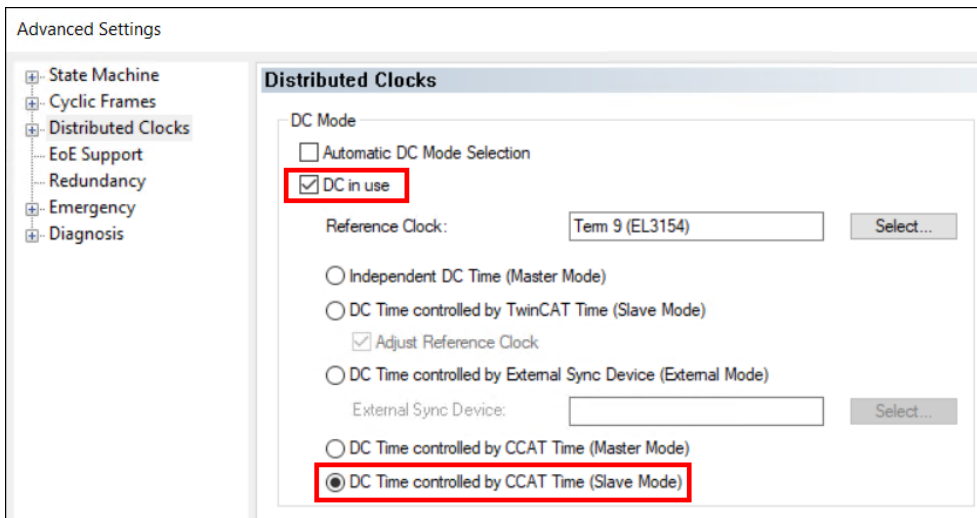 Advanced Settings
State Machine
Cyclic Frames
Distributed Clocks
EoE Support
Redundancy
Emergency
Diagnosis
Distributed Clocks
DC Mode
Automatic DC Mode Selection
DC in use
Reference Clock: Term 9 (EL3154) Select...
Independent DC Time (Master Mode)
DC Time controlled by TwinCAT Time (Slave Mode)
Adjust Reference Clock
DC Time controlled by External Sync Device (External Mode)
External Sync Device: Select...
DC Time controlled by CCAT Time (Master Mode)
DC Time controlled by CCAT Time (Slave Mode)